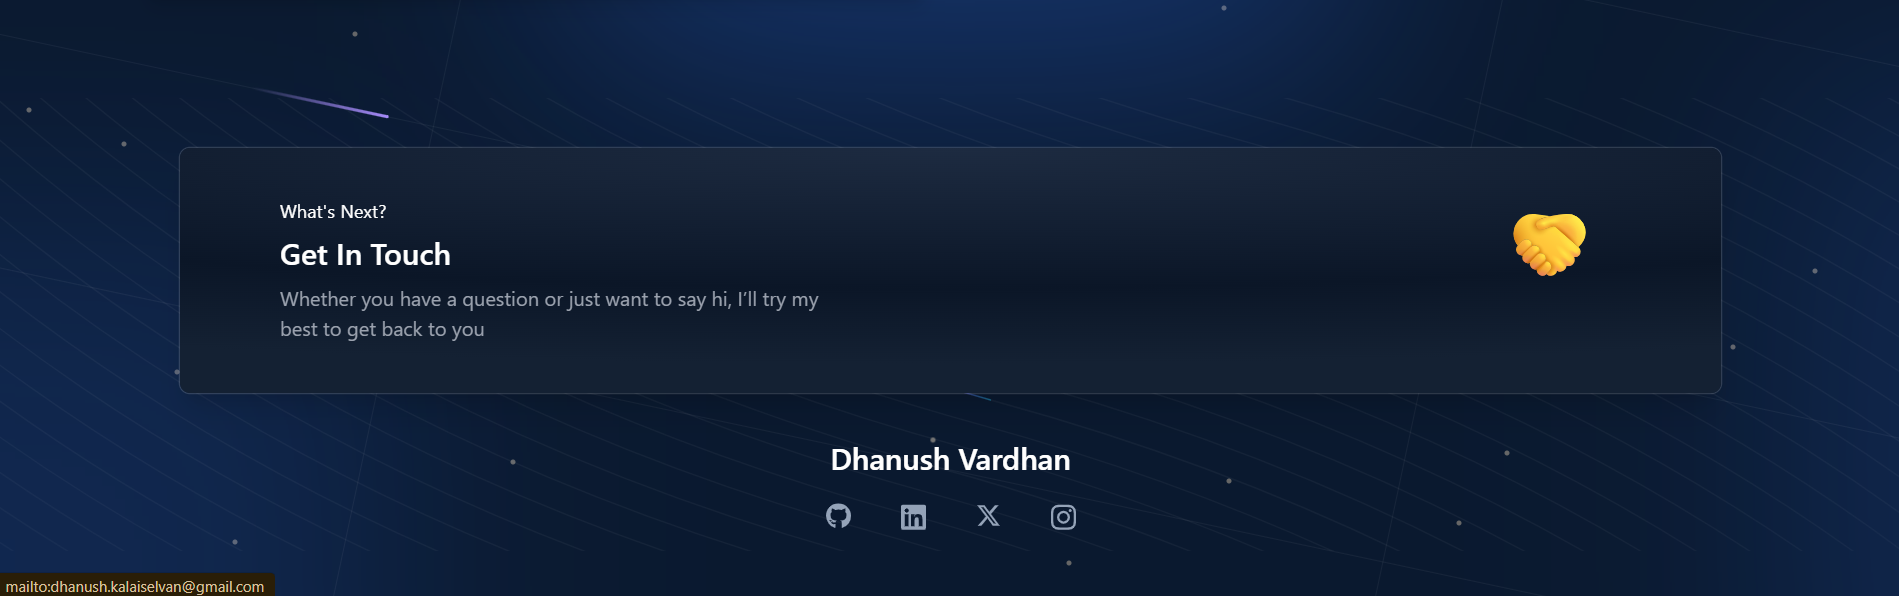 What's Next?
Get In Touch
Whether you have a question or just want to say hi, I’ll try my
best to get back to you
Dhanush Vardhan
mailto:dhanush.kalaiselvan@gmail.com